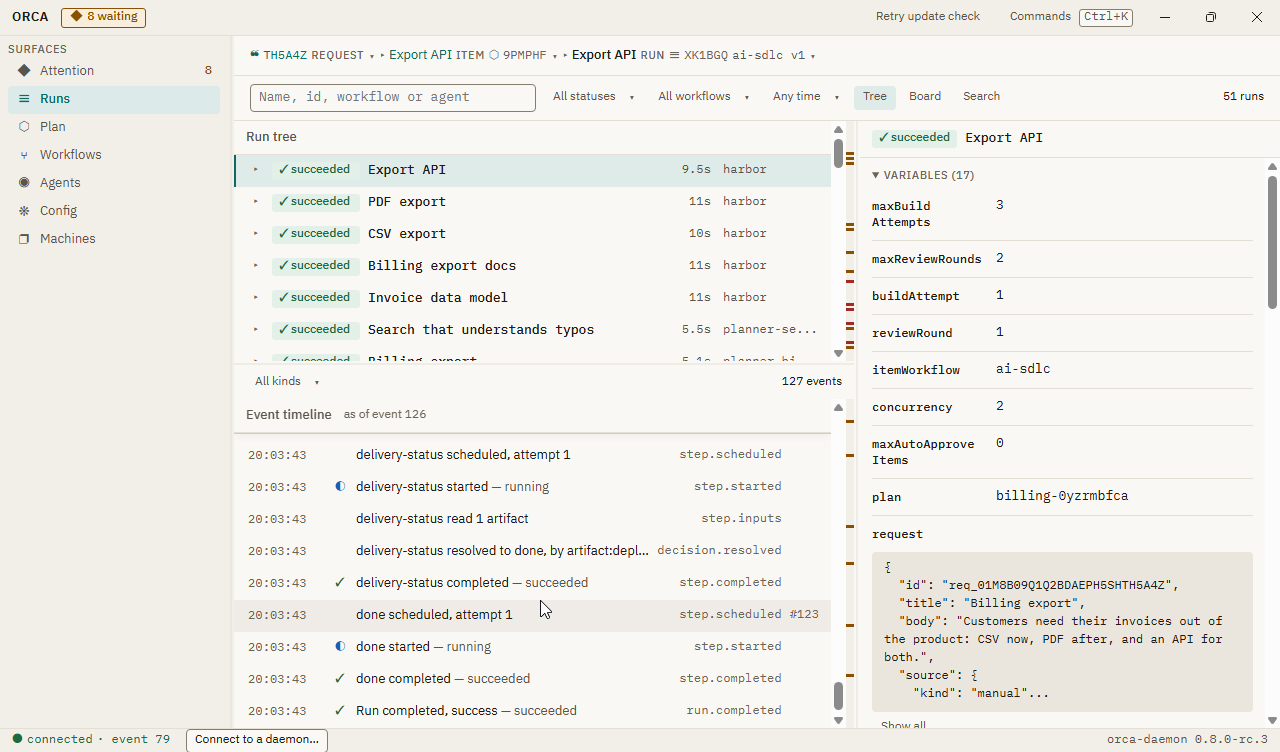 ORCA
8 waiting
Retry update check
Commands Ctrl+K
SURFACES
Attention 8
Runs
Plan
Workflows
Agents
Config
Machines
TH5A4Z REQUEST Export API ITEM 9PMPHF Export API RUN XK1BGQ ai-sdlc v1
Name, id, workflow or agent
All statuses
All workflows
Any time
Tree
Board
Search
51 runs
Run tree
succeeded Export API 9.5s harbor
succeeded PDF export 11s harbor
succeeded CSV export 10s harbor
succeeded Billing export docs 11s harbor
succeeded Invoice data model 11s harbor
succeeded Search that understands typos 5.5s planner-se...
succeeded Billing export 5.1s planner-bi
All kinds
127 events
Event timeline as of event 126
20:03:43 delivery-status scheduled, attempt 1 step.scheduled
20:03:43 delivery-status started — running step.started
20:03:43 delivery-status read 1 artifact step.inputs
20:03:43 delivery-status resolved to done, by artifact:depl... decision.resolved
20:03:43 delivery-status completed — succeeded step.completed
20:03:43 done scheduled, attempt 1 step.scheduled #123
20:03:43 done started — running step.started
20:03:43 done completed — succeeded step.completed
20:03:43 Run completed, success — succeeded run.completed
succeeded Export API
VARIABLES (17)
maxBuild
Attempts 3
maxReviewRounds 2
buildAttempt 1
reviewRound 1
itemWorkflow ai-sdlc
concurrency 2
maxAutoApprove
Items 0
plan billing-0yzrmbfca
request
{
"id": "req_01M8B09Q1Q2BDAEPH5SHTH5A4Z",
"title": "Billing export",
"body": "Customers need their invoices out of
the product: CSV now, PDF after, and an API for
both.",
"source": {
"kind": "manual"...
Show all
connected · event 79
Connect to a daemon...
orca-daemon 0.8.0-rc.3